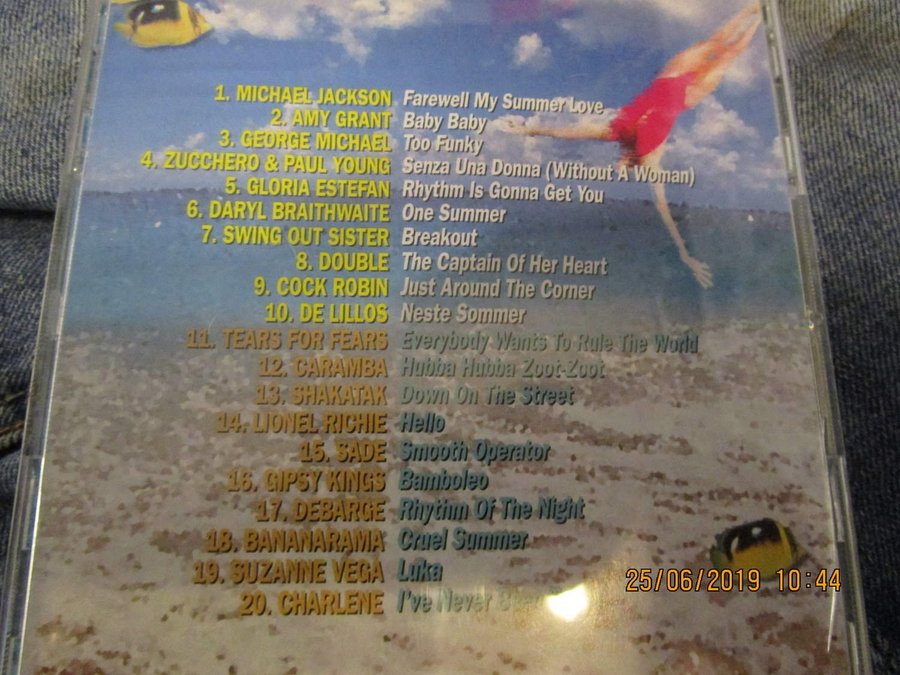 1. MICHAEL JACKSON Farewell My Summer Love
2. AMY GRANT Baby Baby
3. GEORGE MICHAEL Too Funky
4. ZUCCHERO & PAUL YOUNG Senza Una Donna (Without A Woman)
5. GLORIA ESTEFAN Rhythm Is Gonna Get You
6. DARYL BRAITHWAITE One Summer
7. SWING OUT SISTER Breakout
8. DOUBLE The Captain Of Her Heart
9. COCK ROBIN Just Around The Corner
10. DE LILLOS Neste Sommer
11. TEARS FOR FEARS Everybody Wants To Rule The World
12. CARAMBA Hubba Hubba Zoot-Zoot
13. SHAKATAK Down On The Street
14. LIONEL RICHIE Hello
15. SADE Smooth Operator
16. GIPSY KINGS Bamboleo
17. DEBARGE Rhythm Of The Night
18. BANANARAMA Cruel Summer
19. SUZANNE VEGA Luka
20. CHARLENE I've Never
25/06/2019 10:44